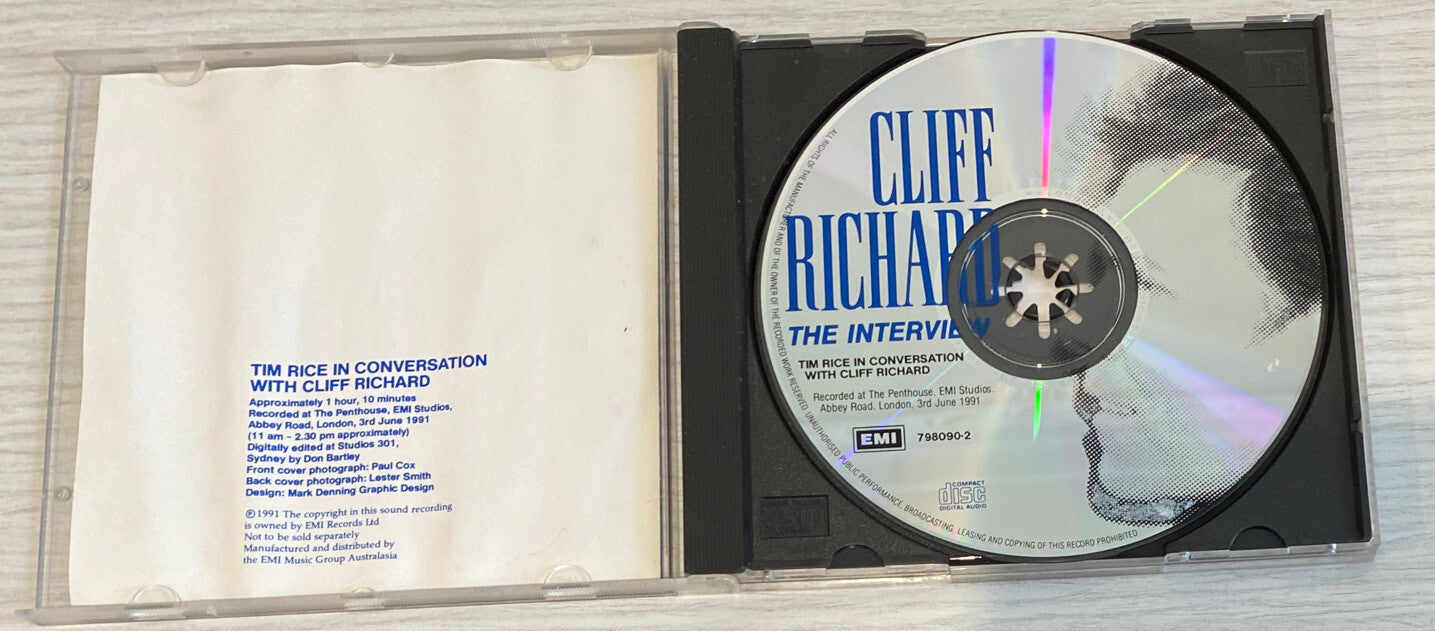 TIM RICE IN CONVERSATION
WITH CLIFF RICHARD
Approximately 1 hour, 10 minutes
Recorded at The Penthouse, EMI Studios,
Abbey Road, London, 3rd June 1991
(11 am – 2.30 pm approximately)
Digitally edited at Studios 301,
Sydney by Don Bartley
Front cover photograph: Paul Cox
Back cover photograph: Lester Smith
Design: Mark Denning Graphic Design
℗1991 The copyright in this sound recording
is owned by EMI Records Ltd
Not to be sold separately
Manufactured and distributed by
the EMI Music Group Australasia
CLIFF
RICHARD
THE INTERVIEW
TIM RICE IN CONVERSATION
WITH CLIFF RICHARD
Recorded at The Penthouse, EMI Studios,
Abbey Road, London, 3rd June 1991
EMI 798090-2
COMPACT
disc
DIGITAL AUDIO
ALL RIGHTS OF THE MANUFACTURER AND OF THE OWNER OF THE RECORDED WORK RESERVED. UNAUTHORISED PUBLIC PERFORMANCE, BROADCASTING, LEASING AND COPYING OF THIS RECORD PROHIBITED